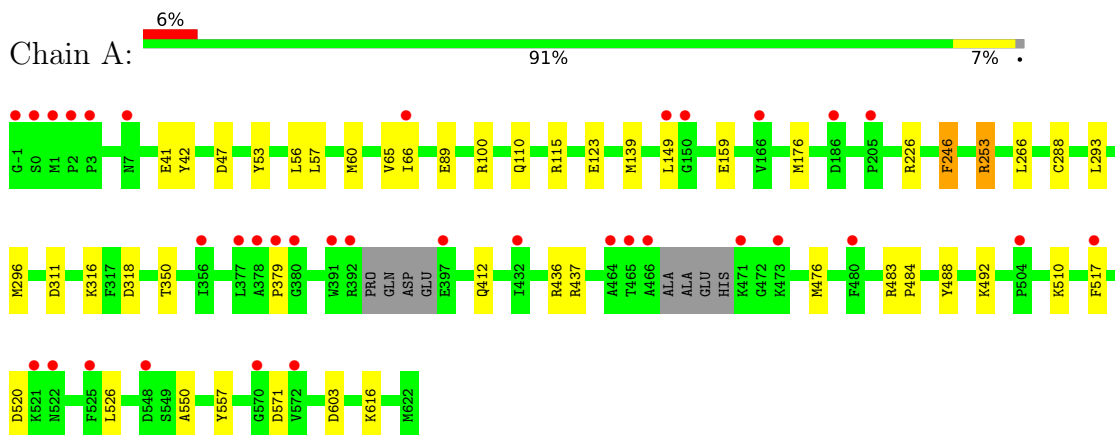 6%
Chain A:
91% 7% •
G-1 S0 M1 P2 P3 N7 E41 Y42 D47 Y53 L56 L57 M60 V65 I66 E89 R100 Q110 R115 E123 M139 L149 G150 E159 V166 M176 D186 P205 R226 F246 R253 L266 C288 L293
M296 D311 K316 F317 D318 T350 I356 L377 A378 P379 G380 W391 R392 PRO GLN ASP GLU E397 Q412 I432 R436 R437 A464 T465 A466 ALA ALA GLU HIS K471 G472 K473 M476 F480 R483 P484 Y488 K492 P504 K510 F517
D520 K521 N522 F525 L526 D548 S549 A550 Y557 G570 D571 V572 D603 K616 M622